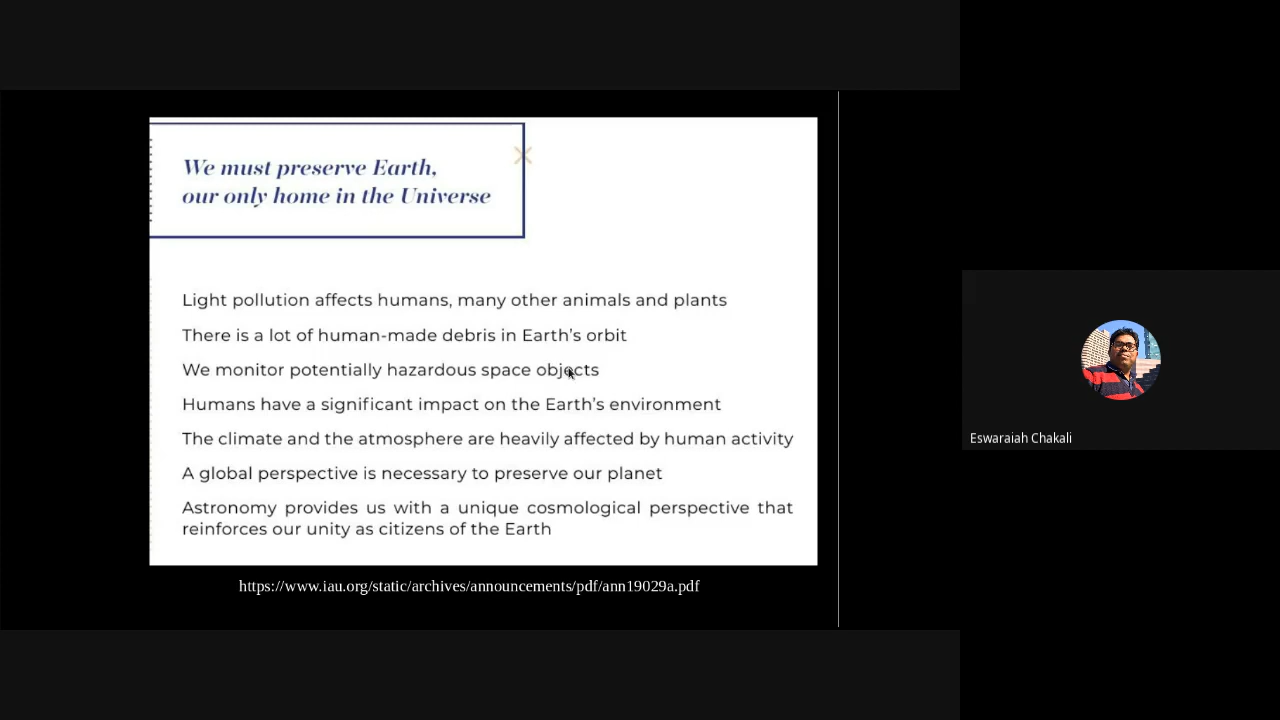 We must preserve Earth,
our only home in the Universe
Light pollution affects humans, many other animals and plants
There is a lot of human-made debris in Earth's orbit
We monitor potentially hazardous space objects
Humans have a significant impact on the Earth's environment
The climate and the atmosphere are heavily affected by human activity
A global perspective is necessary to preserve our planet
Astronomy provides us with a unique cosmological perspective that
reinforces our unity as citizens of the Earth
https://www.iau.org/static/archives/announcements/pdf/ann19029a.pdf
Eswaraiah Chakali